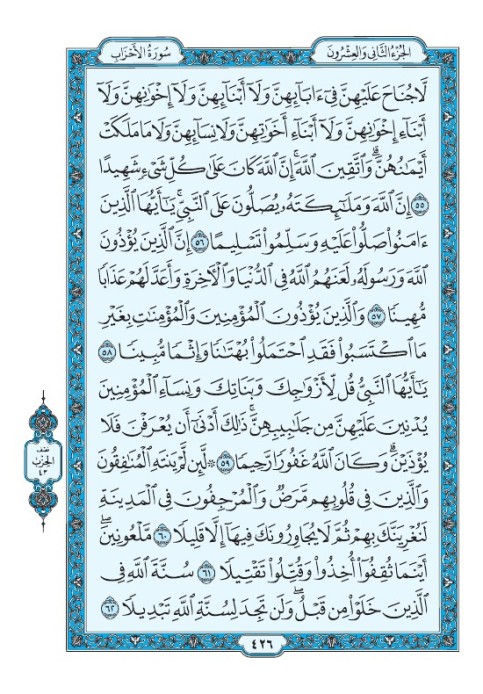 الجُزْءُ الثَّانِي وَالعِشْرُونَ
سُورَةُ الأَحْزَابِ
لَّا جُنَاحَ عَلَيْهِنَّ فِىٓ ءَابَآئِهِنَّ وَلَآ أَبْنَآئِهِنَّ وَلَآ إِخْوَٰنِهِنَّ وَلَآ
أَبْنَآءِ إِخْوَٰنِهِنَّ وَلَآ أَبْنَآءِ أَخَوَٰتِهِنَّ وَلَا نِسَآئِهِنَّ وَلَا مَا مَلَكَتْ
أَيْمَٰنُهُنَّۗ وَٱتَّقِينَ ٱللَّهَۚ إِنَّ ٱللَّهَ كَانَ عَلَىٰ كُلِّ شَىْءٍ شَهِيدًا
٥٥ إِنَّ ٱللَّهَ وَمَلَٰٓئِكَتَهُۥ يُصَلُّونَ عَلَى ٱلنَّبِىِّۚ يَٰٓأَيُّهَا ٱلَّذِينَ
ءَامَنُوا۟ صَلُّوا۟ عَلَيْهِ وَسَلِّمُوا۟ تَسْلِيمًا ٥٦ إِنَّ ٱلَّذِينَ يُؤْذُونَ
ٱللَّهَ وَرَسُولَهُۥ لَعَنَهُمُ ٱللَّهُ فِى ٱلدُّنْيَا وَٱلْءَاخِرَةِ وَأَعَدَّ لَهُمْ عَذَابًا
مُّهِينًا ٥٧ وَٱلَّذِينَ يُؤْذُونَ ٱلْمُؤْمِنِينَ وَٱلْمُؤْمِنَٰتِ بِغَيْرِ
مَا ٱكْتَسَبُوا۟ فَقَدِ ٱحْتَمَلُوا۟ بُهْتَٰنًا وَإِثْمًا مُّبِينًا ٥٨
يَٰٓأَيُّهَا ٱلنَّبِىُّ قُل لِّأَزْوَٰجِكَ وَبَنَاتِكَ وَنِسَآءِ ٱلْمُؤْمِنِينَ
يُدْنِينَ عَلَيْهِنَّ مِن جَلَٰبِيبِهِنَّۚ ذَٰلِكَ أَدْنَىٰٓ أَن يُعْرَفْنَ فَلَا
يُؤْذَيْنَۗ وَكَانَ ٱللَّهُ غَفُورًا رَّحِيمًا ٥٩ ۞ لَّئِن لَّمْ يَنتَهِ ٱلْمُنَٰفِقُونَ
وَٱلَّذِينَ فِى قُلُوبِهِم مَّرَضٌ وَٱلْمُرْجِفُونَ فِى ٱلْمَدِينَةِ
لَنُغْرِيَنَّكَ بِهِمْ ثُمَّ لَا يُجَاوِرُونَكَ فِيهَآ إِلَّا قَلِيلًا ٦٠ مَّلْعُونِينَۖ
أَيْنَمَا ثُقِفُوٓا۟ أُخِذُوا۟ وَقُتِّلُوا۟ تَقْتِيلًا ٦١ سُنَّةَ ٱللَّهِ فِى
ٱلَّذِينَ خَلَوْا۟ مِن قَبْلُۖ وَلَن تَجِدَ لِسُنَّةِ ٱللَّهِ تَبْدِيلًا ٦٢
نصف
الحزب
٤٣
٤٢٦